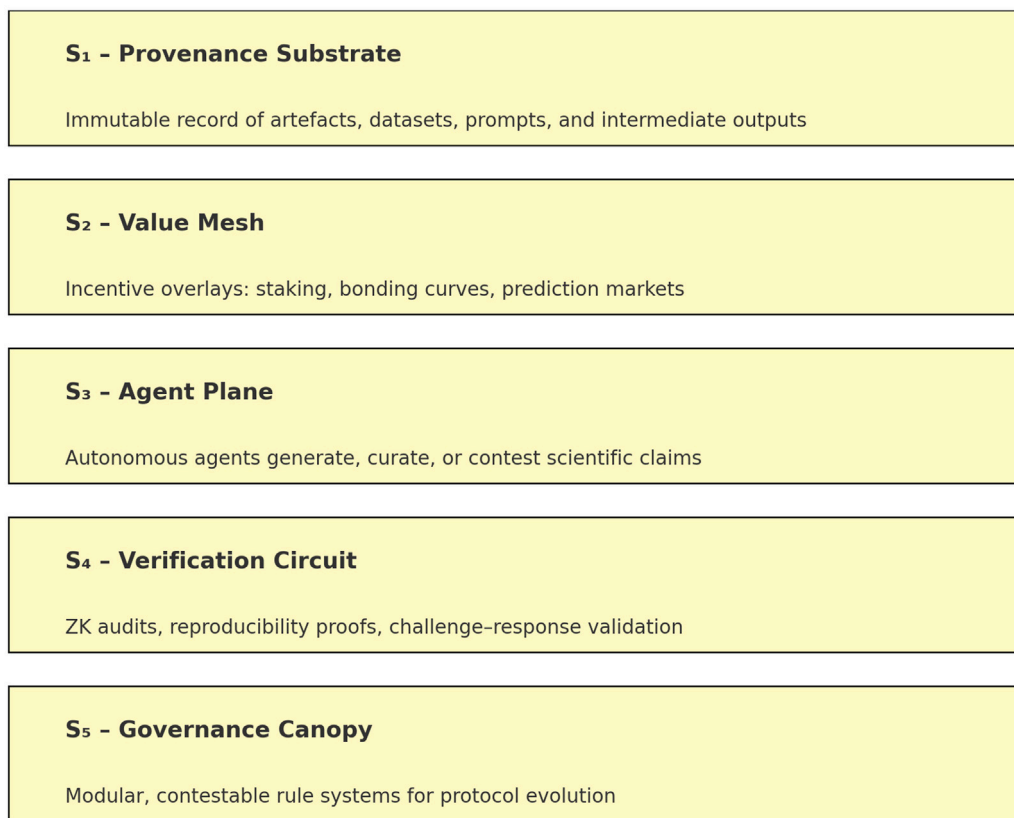 S₁ – Provenance Substrate
Immutable record of artefacts, datasets, prompts, and intermediate outputs
S₂ – Value Mesh
Incentive overlays: staking, bonding curves, prediction markets
S₃ – Agent Plane
Autonomous agents generate, curate, or contest scientific claims
S₄ – Verification Circuit
ZK audits, reproducibility proofs, challenge–response validation
S₅ – Governance Canopy
Modular, contestable rule systems for protocol evolution